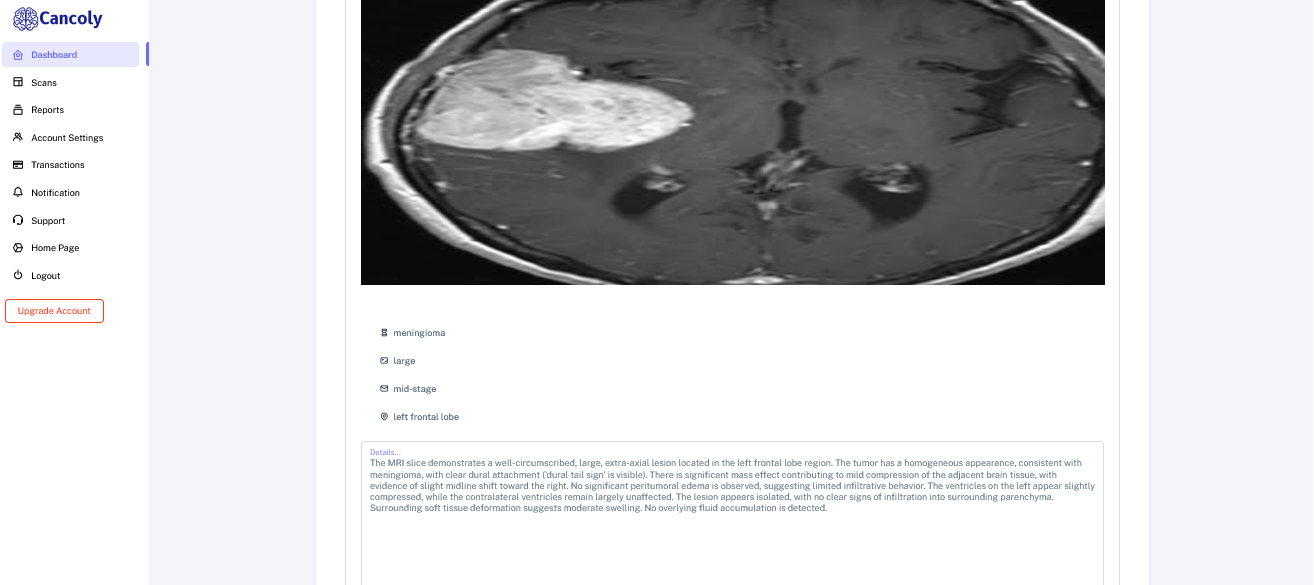 Cancoly
Dashboard
Scans
Reports
Account Settings
Transactions
Notification
Support
Home Page
Logout
Upgrade Account
meningioma
large
mid-stage
left frontal lobe
Details...
The MRI slice demonstrates a well-circumscribed, large, extra-axial lesion located in the left frontal lobe region. The tumor has a homogeneous appearance, consistent with
meningioma, with clear dural attachment ('dural tail sign' is visible). There is significant mass effect contributing to mild compression of the adjacent brain tissue, with
evidence of slight midline shift toward the right. No significant peritumoral edema is observed, suggesting limited infiltrative behavior. The ventricles on the left appear slightly
compressed, while the contralateral ventricles remain largely unaffected. The lesion appears isolated, with no clear signs of infiltration into surrounding parenchyma.
Surrounding soft tissue deformation suggests moderate swelling. No overlying fluid accumulation is detected.